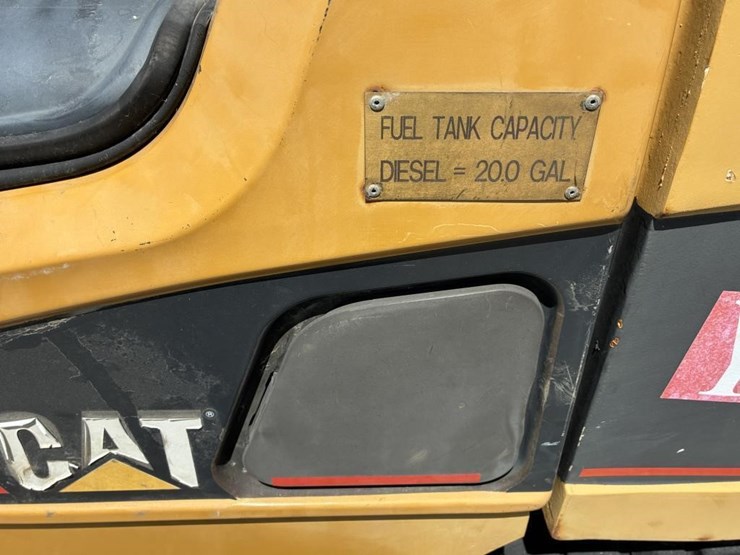 FUEL TANK CAPACITY
DIESEL = 20.0 GAL
CAT®